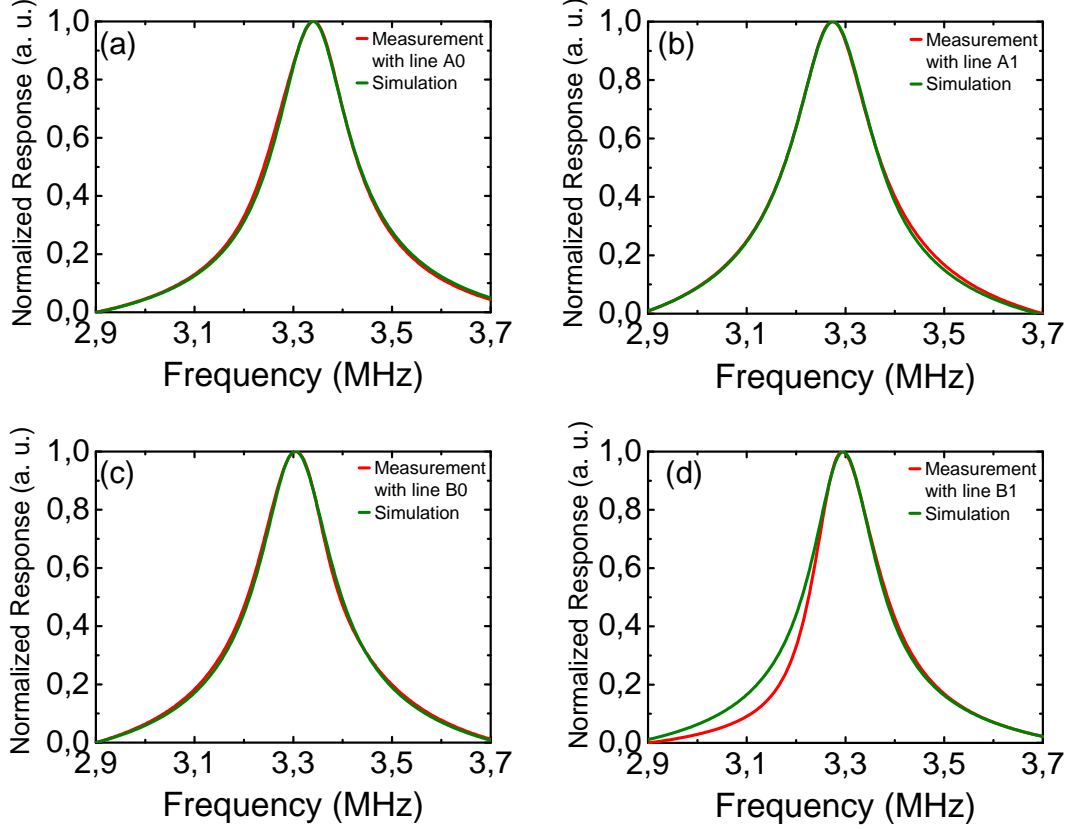 (a)
Normalized Response (a. u.)
1,0
0,8
0,6
0,4
0,2
0,0
Measurement
with line A0
Simulation
2,9 3,1 3,3 3,5 3,7
Frequency (MHz)
(b)
Normalized Response (a. u.)
1,0
0,8
0,6
0,4
0,2
0,0
Measurement
with line A1
Simulation
2,9 3,1 3,3 3,5 3,7
Frequency (MHz)
(c)
Normalized Response (a. u.)
1,0
0,8
0,6
0,4
0,2
0,0
Measurement
with line B0
Simulation
2,9 3,1 3,3 3,5 3,7
Frequency (MHz)
(d)
Normalized Response (a. u.)
1,0
0,8
0,6
0,4
0,2
0,0
Measurement
with line B1
Simulation
2,9 3,1 3,3 3,5 3,7
Frequency (MHz)